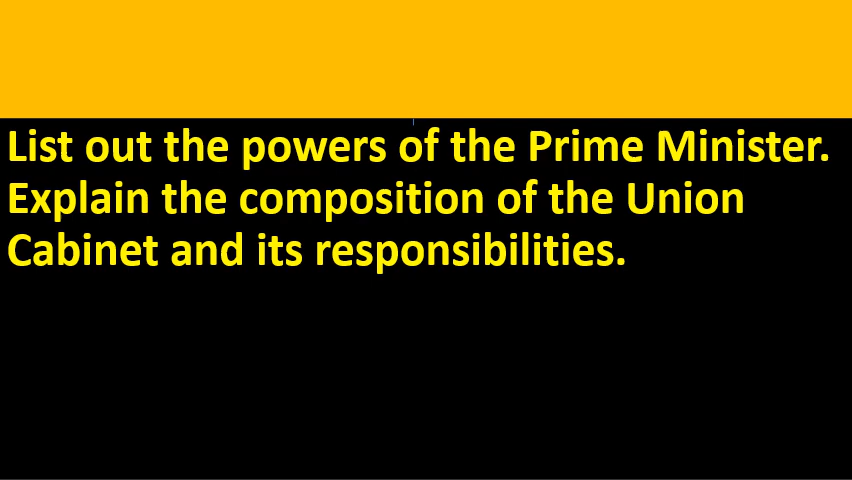 List out the powers of the Prime Minister.
Explain the composition of the Union
Cabinet and its responsibilities.